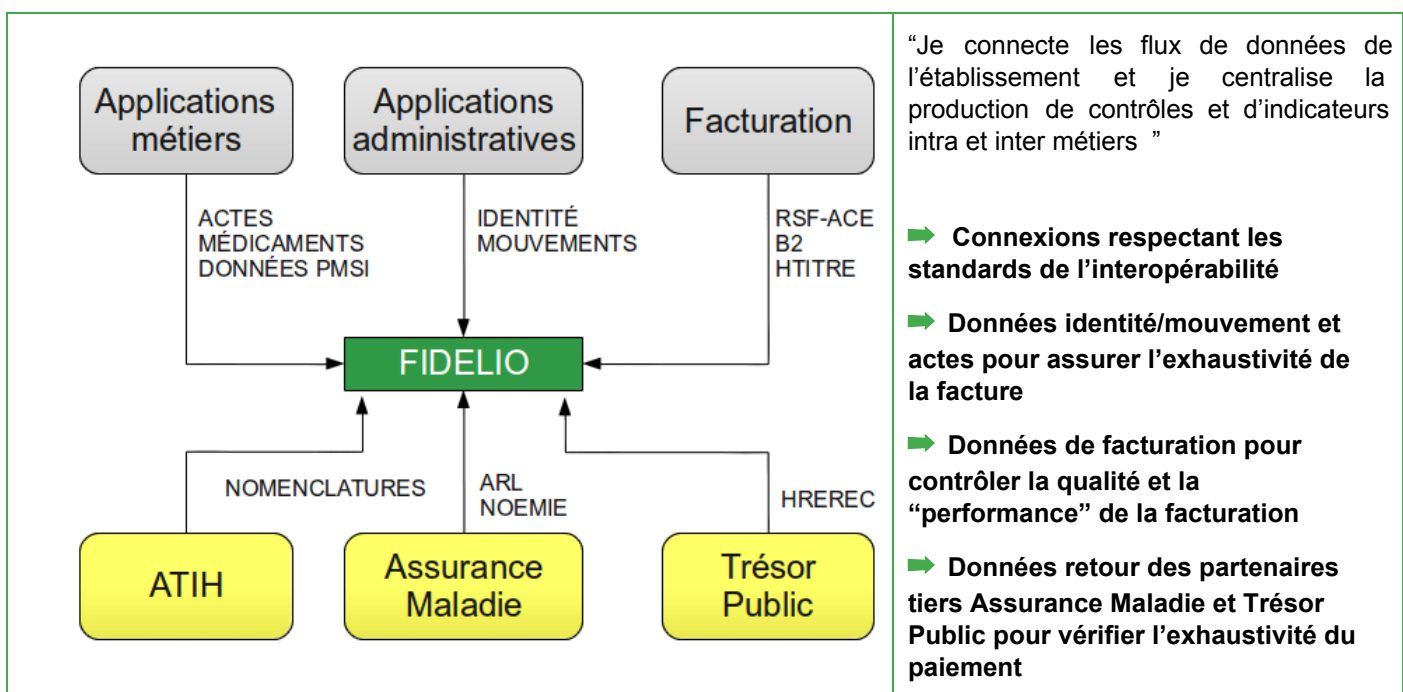 Applications
métiers
Applications
administratives
Facturation
ACTES
MÉDICAMENTS
DONNÉES PMSI
IDENTITÉ
MOUVEMENTS
RSF-ACE
B2
HTITRE
FIDELIO
NOMENCLATURES
ARL
NOEMIE
HREREC
ATIH
Assurance
Maladie
Trésor
Public
“Je connecte les flux de données de
l’établissement et je centralise la
production de contrôles et d’indicateurs
intra et inter métiers ”
Connexions respectant les
standards de l’interopérabilité
Données identité/mouvement et
actes pour assurer l’exhaustivité de
la facture
Données de facturation pour
contrôler la qualité et la
“performance” de la facturation
Données retour des partenaires
tiers Assurance Maladie et Trésor
Public pour vérifier l’exhaustivité du
paiement